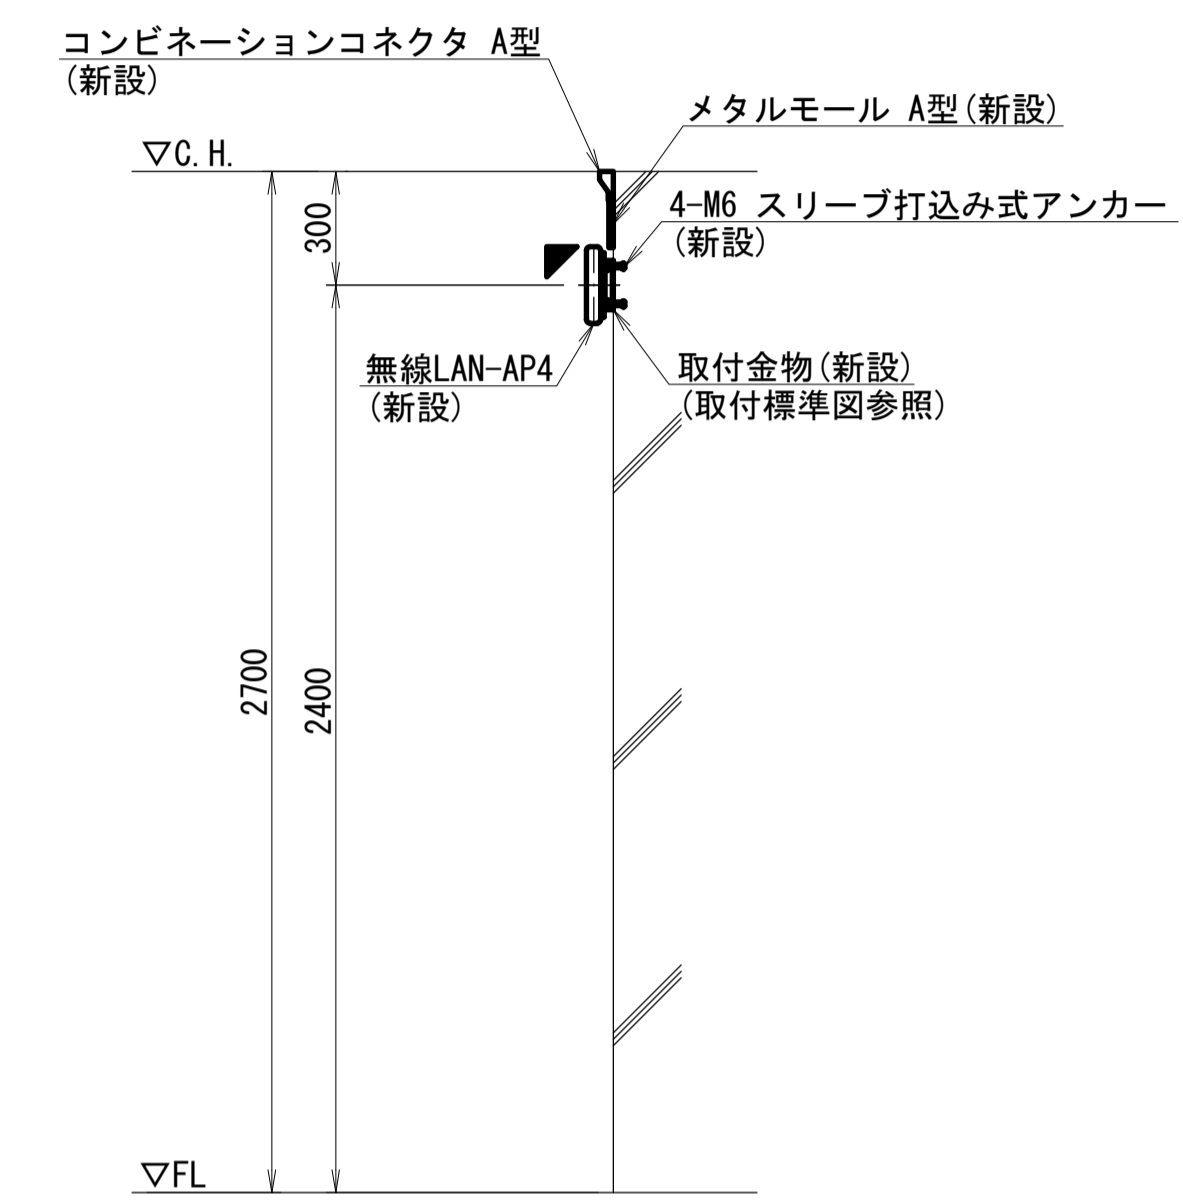 コンビネーションコネクタ A型
(新設)
メタルモール A型(新設)
▽C.H.
4-M6 スリーブ打込み式アンカー
(新設)
300
無線LAN-AP4
(新設)
取付金物(新設)
(取付標準図参照)
2700
2400
▽FL